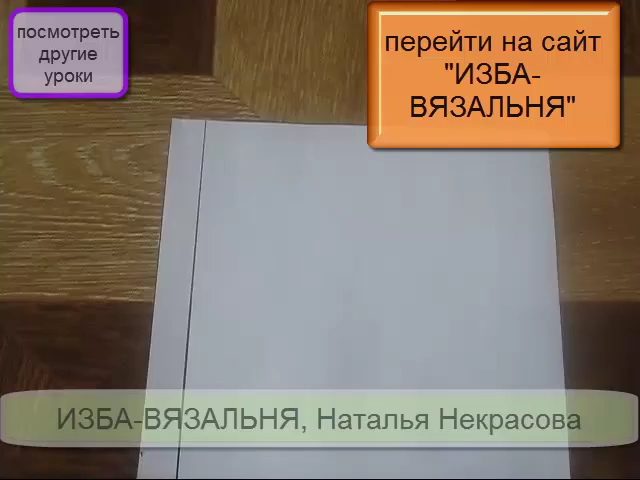 посмотреть
другие
уроки
перейти на сайт
"ИЗБА-
ВЯЗАЛЬНЯ"
ИЗБА-ВЯЗАЛЬНЯ, Наталья Некрасова